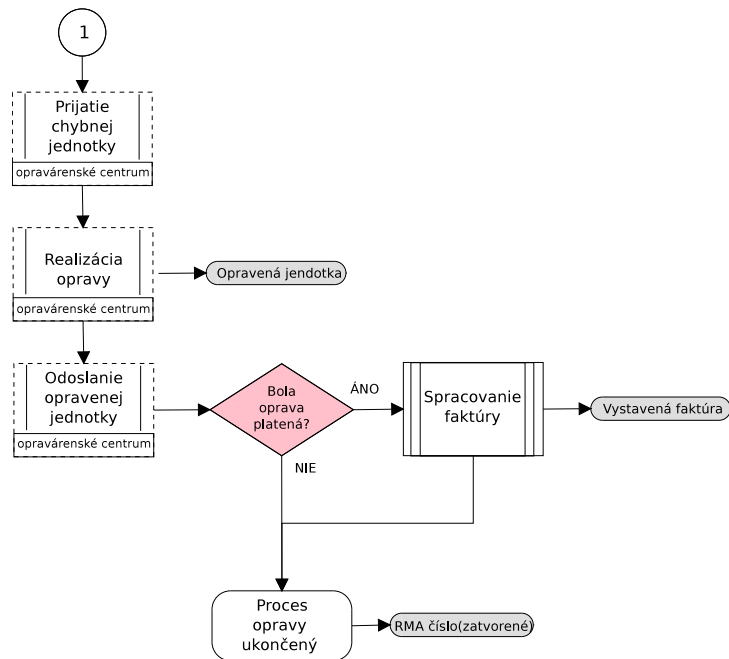 1
Prijatie
chybnej
jednotky
opravárenské centrum
Realizácia
opravy
opravárenské centrum
Opravená jendotka
Odoslanie
opravenej
jednotky
opravárenské centrum
Bola
oprava
platená?
ÁNO
NIE
Spracovanie
faktúry
Vystavená faktúra
Proces
opravy
ukončený
RMA číslo(zatvorené)